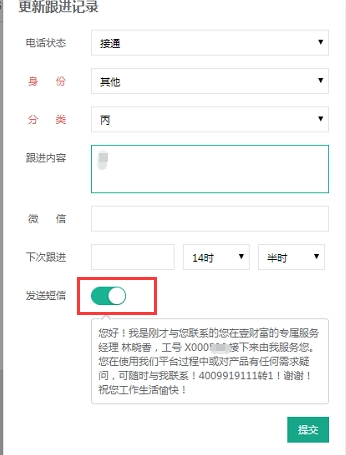 更新跟进记录
电话状态 接通
身 份 其他
分 类 丙
跟进内容
微 信
下次跟进 14时 半时
发送短信
您好！我是刚才与您联系的您在壹财富的专属服务
经理 林晓香，工号 X000 接下来由我服务您。
您在使用我们平台过程中或对产品有任何需求疑
问，可随时与我联系！4009919111转1！谢谢！
祝您工作生活愉快！
提交